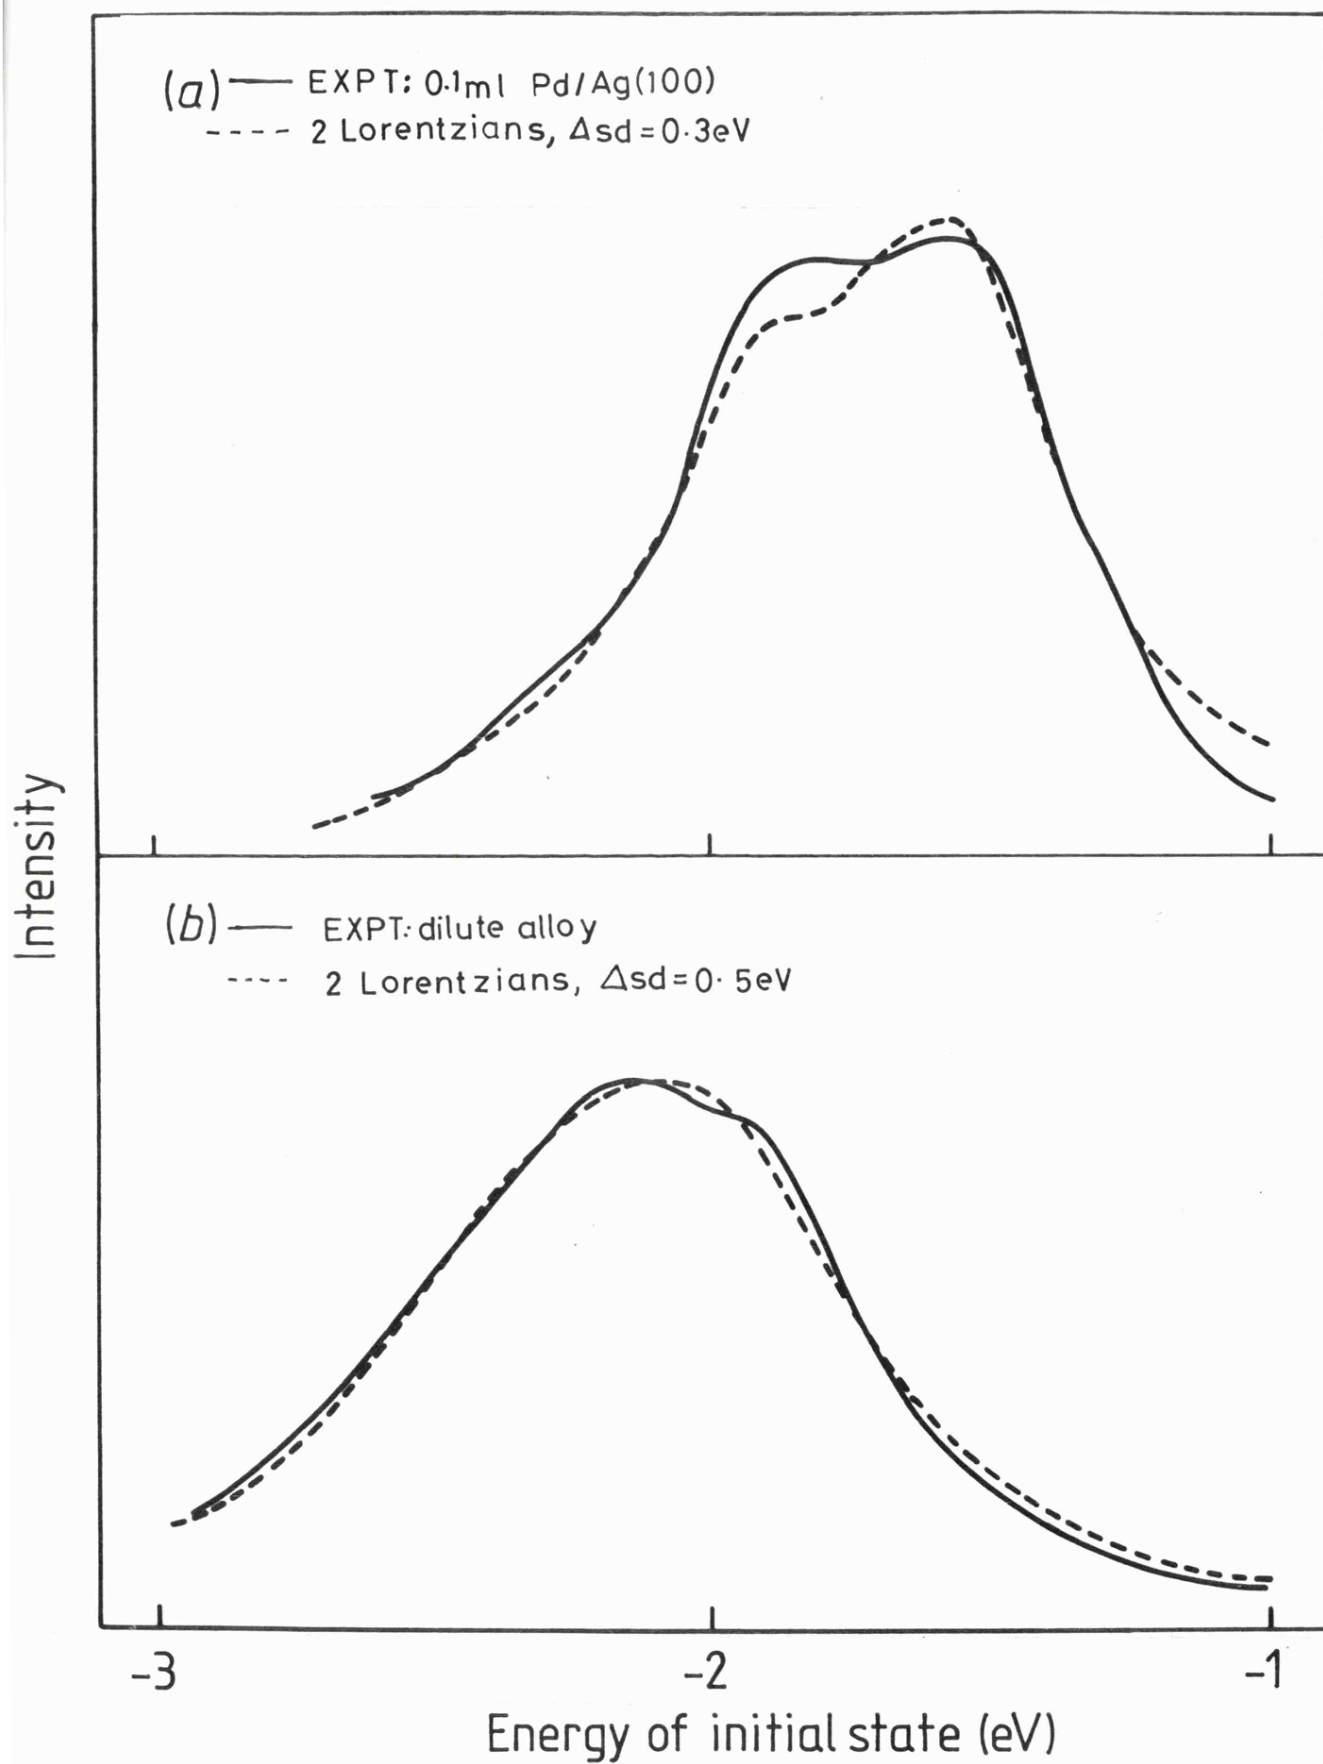 (a) — EXPT: 0·1ml Pd/Ag(100)
---- 2 Lorentzians, Δsd = 0·3eV
Intensity
(b) — EXPT: dilute alloy
---- 2 Lorentzians, Δsd = 0·5eV
-3 -2 -1
Energy of initial state (eV)